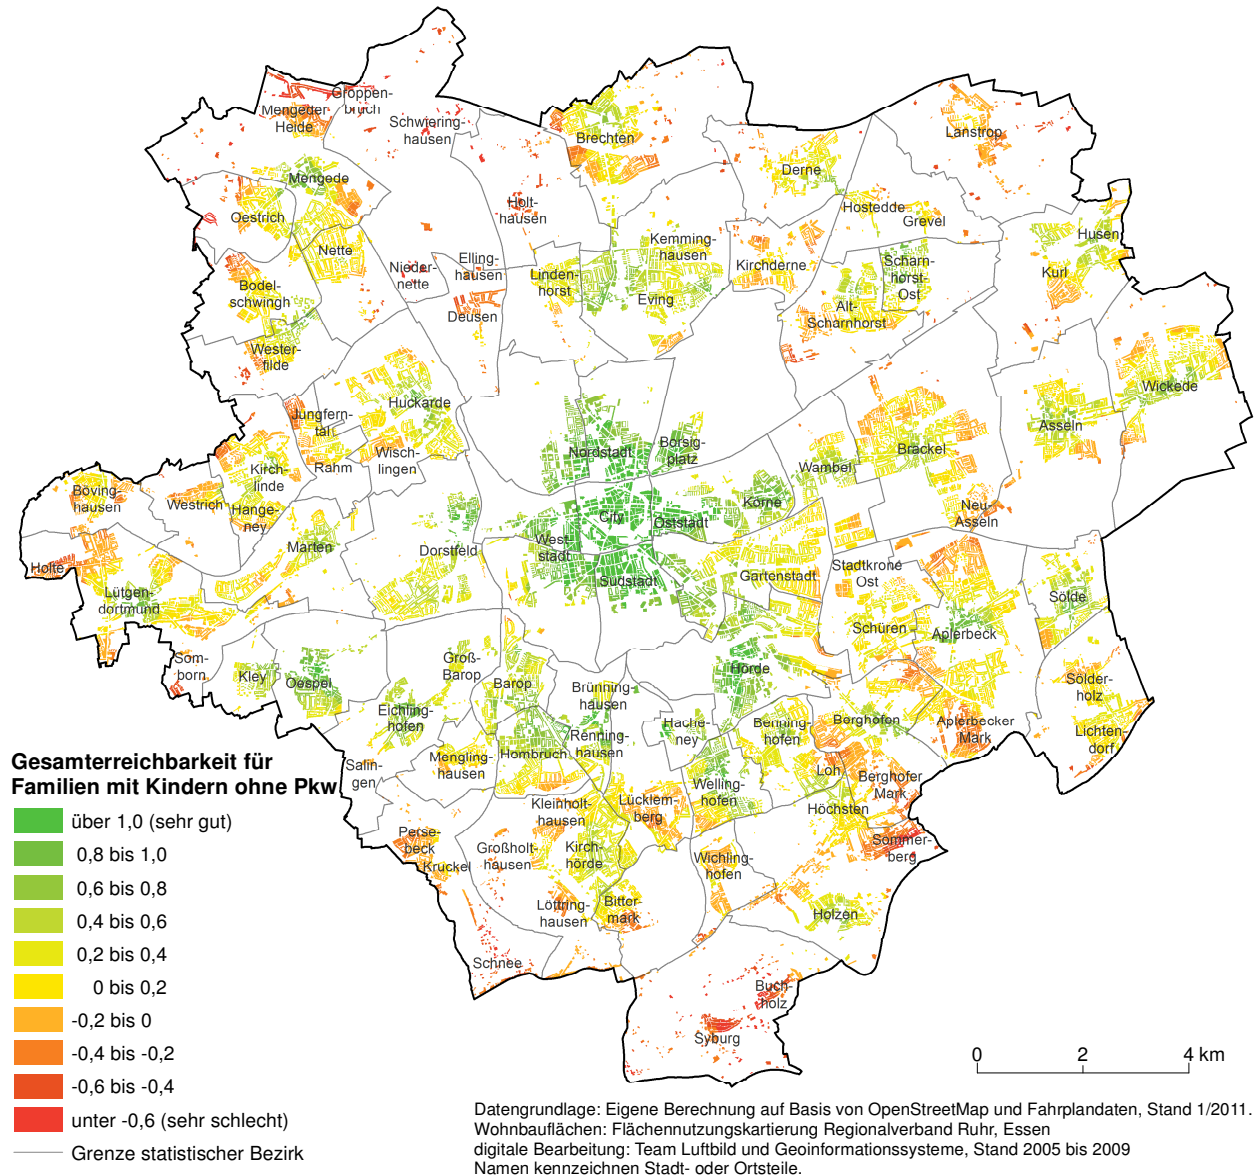 Groppen-
bruch
Mengeder
Heide
Schwiering-
hausen
Brechten
Lanstrop
Derne
Mengede
Oestrich
Holt-
hausen
Hostedde
Grevel
Husen
Nette
Kemming-
hausen
Elling-
hausen
Nieder-
nette
Linden-
horst
Kirchderne
Scharn-
horst-
Ost
Kurl
Bodel-
schwingh
Eving
Deusen
Alt-
Scharnhorst
Wester-
filde
Wickede
Huckarde
Jungfern-
tal
Asseln
Nordstadt
Borsig-
platz
Brackel
Wambel
Wisch-
lingen
Rahm
Kirch-
linde
Böving-
hausen
Westrich
Hange-
ney
Körne
Neu-
Asseln
City
Oststadt
West-
stadt
Marten
Dorstfeld
Holte
Südstadt
Gartenstadt
Stadtkrone
Ost
Lütgen-
dortmund
Sölde
Schüren
Aplerbeck
Som-
born
Kley
Oespel
Groß-
Barop
Barop
Hörde
Brünning-
hausen
Sölder-
holz
Eichling-
hofen
Hache-
ney
Benning-
hofen
Berghofen
Aplerbecker
Mark
Lichten-
dorf
Renning-
hausen
Hombruch
Mengling-
hausen
Salin-
gen
Loh
Berghofer
Mark
Welling-
hofen
Höchsten
Kleinholt-
hausen
Lücklem-
berg
Perse-
beck
Kruckel
Großholt-
hausen
Kirch-
hörde
Sommer-
berg
Wichling-
hofen
Löttring-
hausen
Bitter-
mark
Holzen
Schnee
Buch-
holz
Syburg
Gesamterreichbarkeit für
Familien mit Kindern ohne Pkw
über 1,0 (sehr gut)
0,8 bis 1,0
0,6 bis 0,8
0,4 bis 0,6
0,2 bis 0,4
0 bis 0,2
-0,2 bis 0
-0,4 bis -0,2
-0,6 bis -0,4
unter -0,6 (sehr schlecht)
Grenze statistischer Bezirk
0 2 4 km
Datengrundlage: Eigene Berechnung auf Basis von OpenStreetMap und Fahrplandaten, Stand 1/2011.
Wohnbauflächen: Flächennutzungskartierung Regionalverband Ruhr, Essen
digitale Bearbeitung: Team Luftbild und Geoinformationssysteme, Stand 2005 bis 2009
Namen kennzeichnen Stadt- oder Ortsteile.